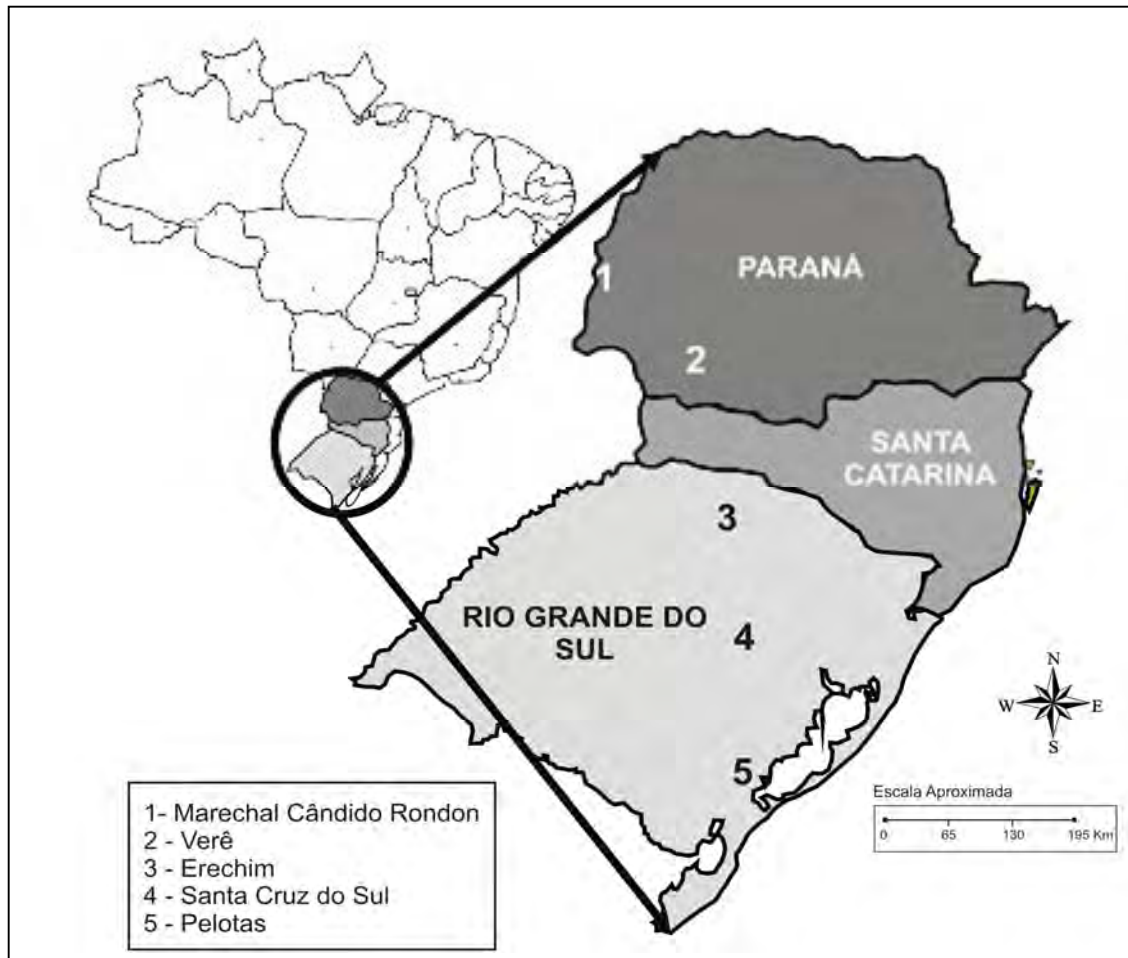 PARANÁ
1
2
SANTA
CATARINA
3
RIO GRANDE DO
SUL
4
5
N
W E
S
Escala Aproximada
0 65 130 195 Km
1- Marechal Cândido Rondon
2 - Verê
3 - Erechim
4 - Santa Cruz do Sul
5 - Pelotas